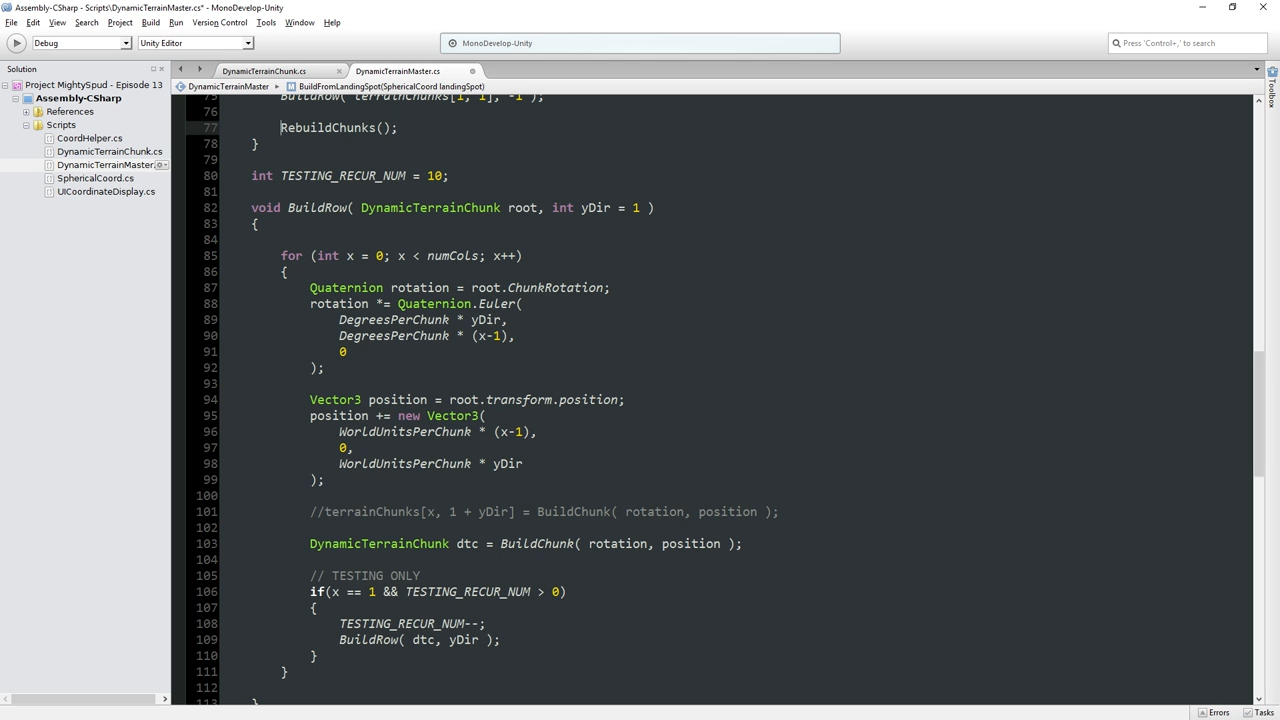 Assembly-CSharp - Scripts\DynamicTerrainMaster.cs* - MonoDevelop-Unity
File Edit View Search Project Build Run Version Control Tools Window Help
Debug Unity Editor MonoDevelop-Unity Press 'Control+,' to search
Solution
DynamicTerrainChunk.cs DynamicTerrainMaster.cs
Project MightySpud - Episode 13
Assembly-CSharp
References
Scripts
CoordHelper.cs
DynamicTerrainChunk.cs
DynamicTerrainMaster.
SphericalCoord.cs
UICoordinateDisplay.cs
DynamicTerrainMaster BuildFromLandingSpot(SphericalCoord landingSpot)
75 BuildRow( terrainChunks[1, 1], -1 );
76
77 RebuildChunks();
78 }
79
80 int TESTING_RECUR_NUM = 10;
81
82 void BuildRow( DynamicTerrainChunk root, int yDir = 1 )
83 {
84
85 for (int x = 0; x < numCols; x++)
86 {
87 Quaternion rotation = root.ChunkRotation;
88 rotation *= Quaternion.Euler(
89 DegreesPerChunk * yDir,
90 DegreesPerChunk * (x-1),
91 0
92 );
93
94 Vector3 position = root.transform.position;
95 position += new Vector3(
96 WorldUnitsPerChunk * (x-1),
97 0,
98 WorldUnitsPerChunk * yDir
99 );
100
101 //terrainChunks[x, 1 + yDir] = BuildChunk( rotation, position );
102
103 DynamicTerrainChunk dtc = BuildChunk( rotation, position );
104
105 // TESTING ONLY
106 if(x == 1 && TESTING_RECUR_NUM > 0)
107 {
108 TESTING_RECUR_NUM--;
109 BuildRow( dtc, yDir );
110 }
111 }
112
113 }
Toolbox
Errors Tasks